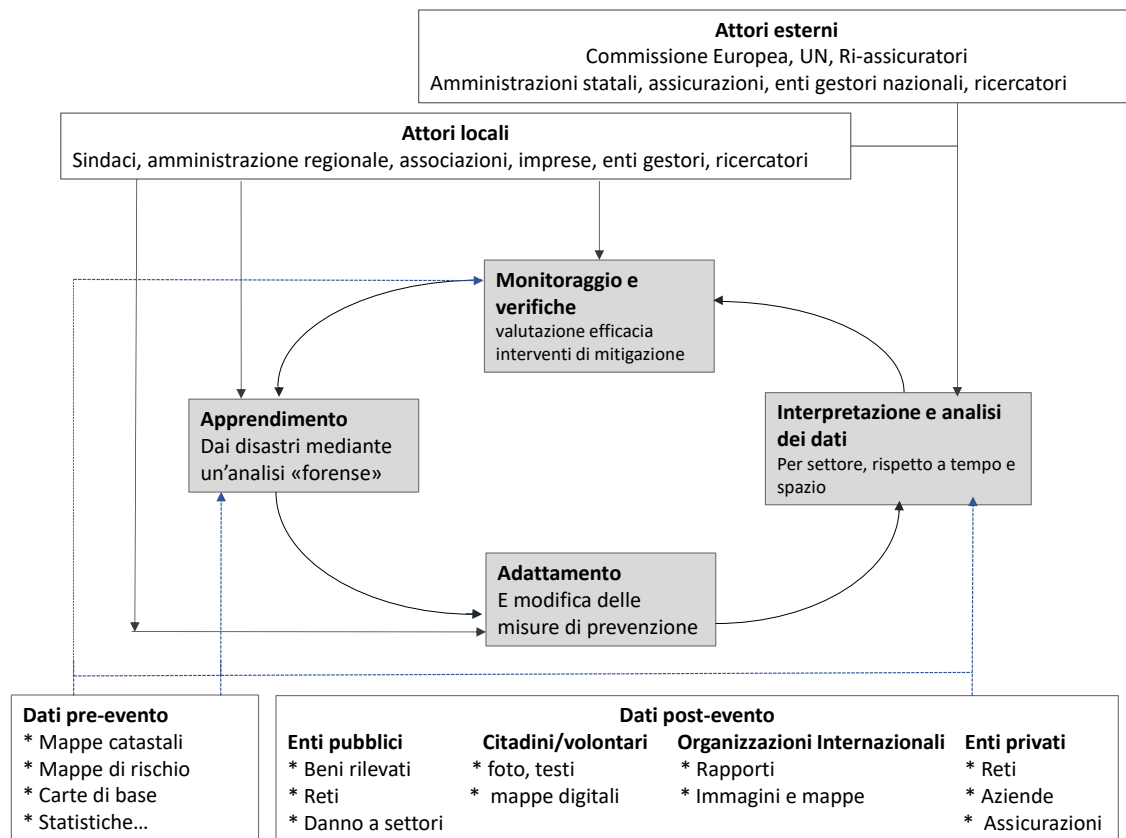 Attori esterni
Commissione Europea, UN, Ri-assicuratori
Amministrazioni statali, assicurazioni, enti gestori nazionali, ricercatori
Attori locali
Sindaci, amministrazione regionale, associazioni, imprese, enti gestori, ricercatori
Monitoraggio e
verifiche
valutazione efficacia
interventi di mitigazione
Apprendimento
Dai disastri mediante
un'analisi «forense»
Interpretazione e analisi
dei dati
Per settore, rispetto a tempo e
spazio
Adattamento
E modifica delle
misure di prevenzione
Dati pre-evento
* Mappe catastali
* Mappe di rischio
* Carte di base
* Statistiche…
Dati post-evento
Enti pubblici
* Beni rilevati
* Reti
* Danno a settori
Citadini/volontari
* foto, testi
* mappe digitali
Organizzazioni Internazionali
* Rapporti
* Immagini e mappe
Enti privati
* Reti
* Aziende
* Assicurazioni